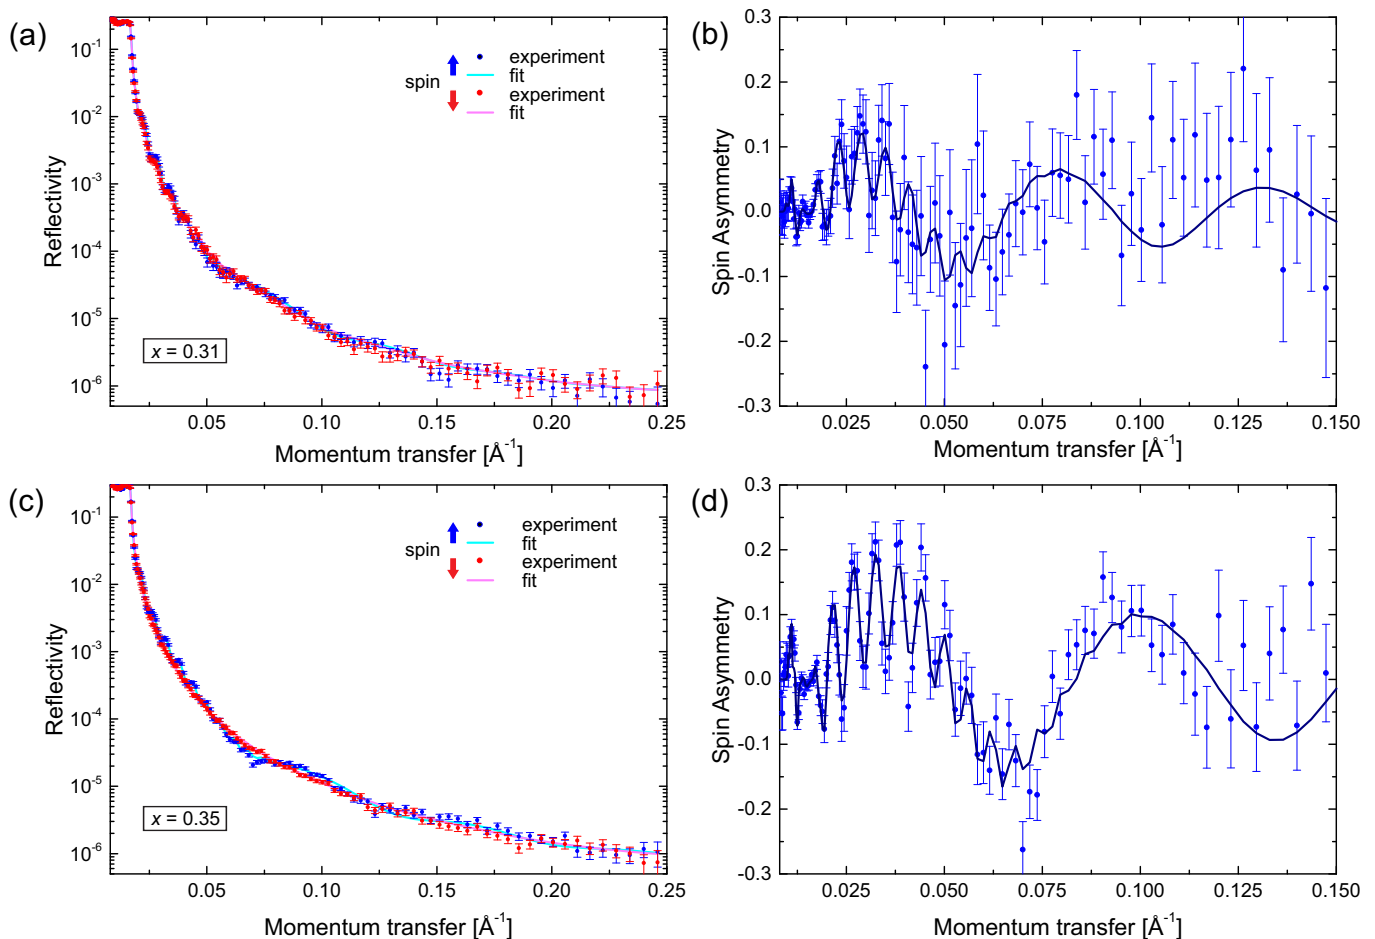 (a)
Reflectivity
10⁻¹
10⁻²
10⁻³
10⁻⁴
10⁻⁵
10⁻⁶
spin
experiment
fit
experiment
fit
x = 0.31
0.05 0.10 0.15 0.20 0.25
Momentum transfer [Å⁻¹]
(b)
Spin Asymmetry
0.3
0.2
0.1
0.0
-0.1
-0.2
-0.3
0.025 0.050 0.075 0.100 0.125 0.150
Momentum transfer [Å⁻¹]
(c)
Reflectivity
10⁻¹
10⁻²
10⁻³
10⁻⁴
10⁻⁵
10⁻⁶
spin
experiment
fit
experiment
fit
x = 0.35
0.05 0.10 0.15 0.20 0.25
Momentum transfer [Å⁻¹]
(d)
Spin Asymmetry
0.3
0.2
0.1
0.0
-0.1
-0.2
-0.3
0.025 0.050 0.075 0.100 0.125 0.150
Momentum transfer [Å⁻¹]